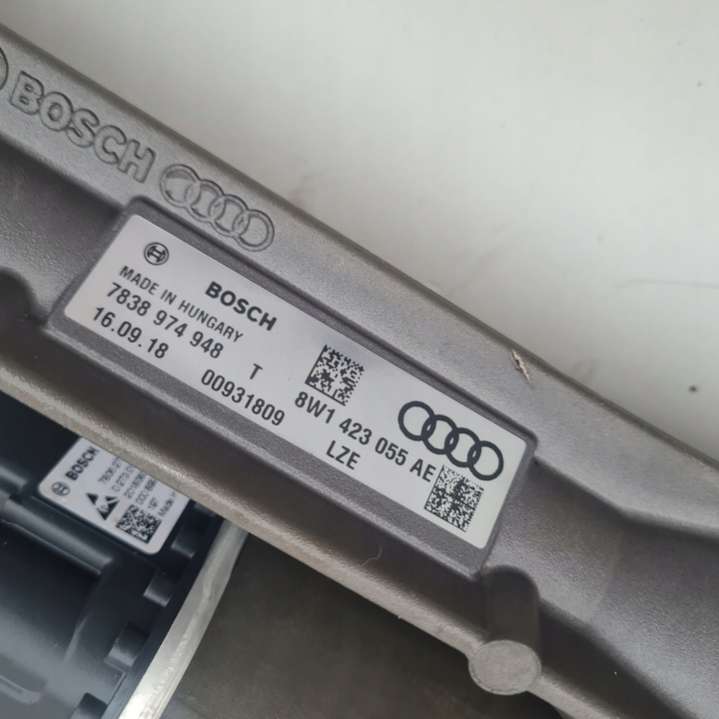 BOSCH
BOSCH
MADE IN HUNGARY
7838 974 948
16.09.18
T
00931809
8W1 423 055 AE
LZE
BOSCH